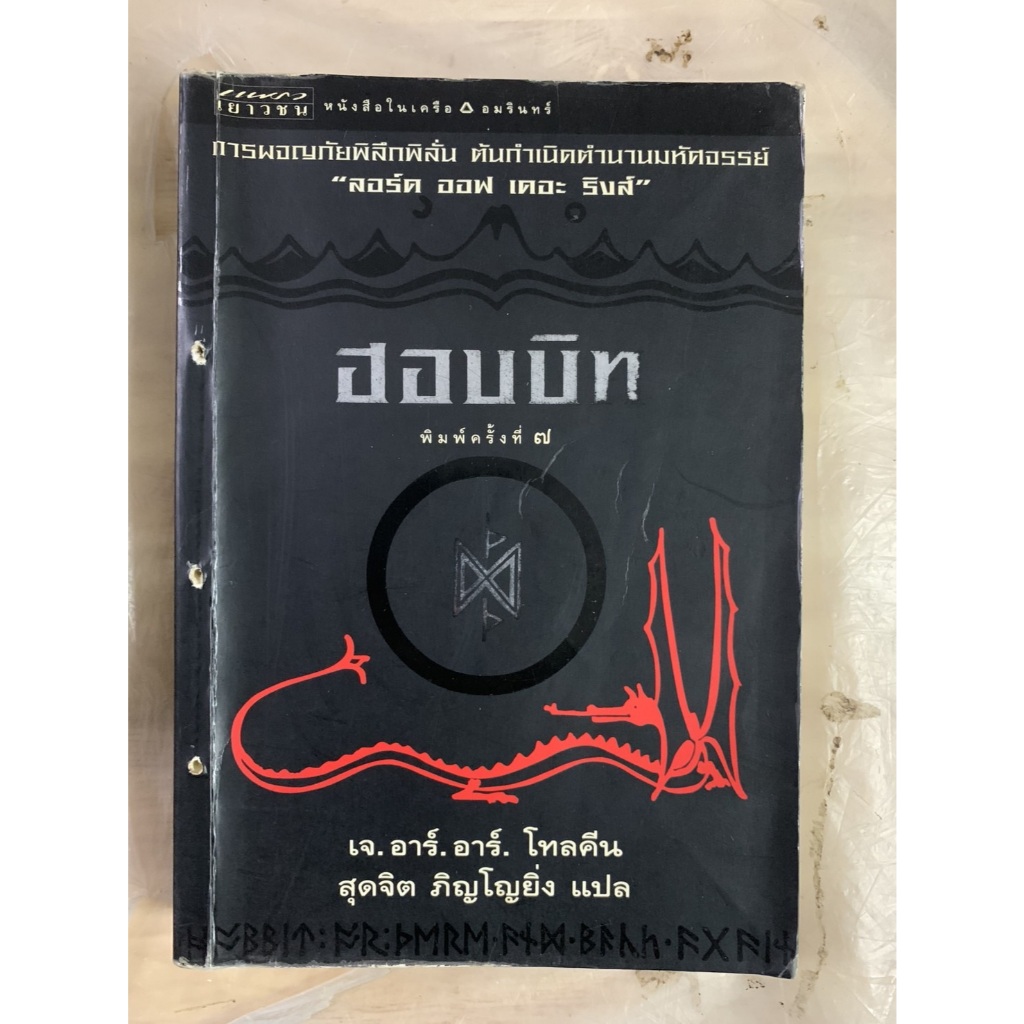 แพรว
เยาวชน หนังสือในเครือ อมรินทร์
การผจญภัยพิลึกพิลั่น ต้นกำเนิดตำนานมหัศจรรย์
“ลอร์ด ออฟ เดอะ ริงส์”
ฮอบบิท
พิมพ์ครั้งที่ ๗
เจ.อาร์.อาร์. โทลคีน
สุดจิต ภิญโญยิ่ง แปล